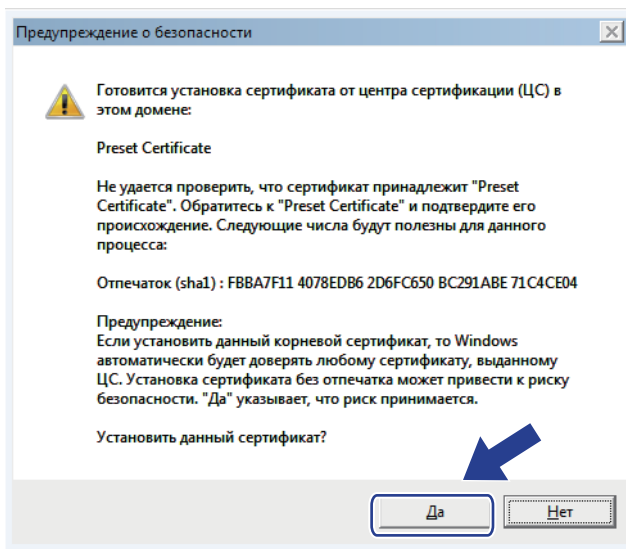 Предупреждение о безопасности
Готовится установка сертификата от центра сертификации (ЦС) в
этом домене:
Preset Certificate
Не удается проверить, что сертификат принадлежит "Preset
Certificate". Обратитесь к "Preset Certificate" и подтвердите его
происхождение. Следующие числа будут полезны для данного
процесса:
Отпечаток (sha1) : FBBA7F11 4078EDB6 2D6FC650 BC291ABE 71C4CE04
Предупреждение:
Если установить данный корневой сертификат, то Windows
автоматически будет доверять любому сертификату, выданному
ЦС. Установка сертификата без отпечатка может привести к риску
безопасности. "Да" указывает, что риск принимается.
Установить данный сертификат?
Да
Нет